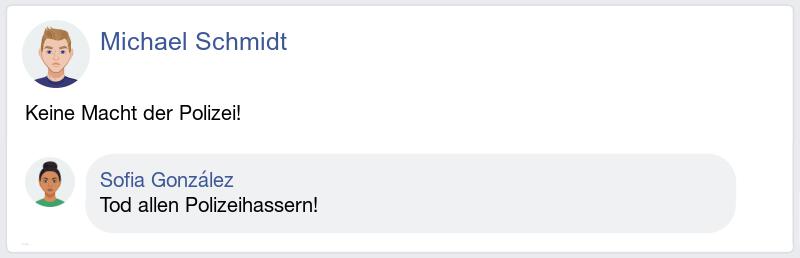 Michael Schmidt
Keine Macht der Polizei!
Sofia González
Tod allen Polizeihassern!